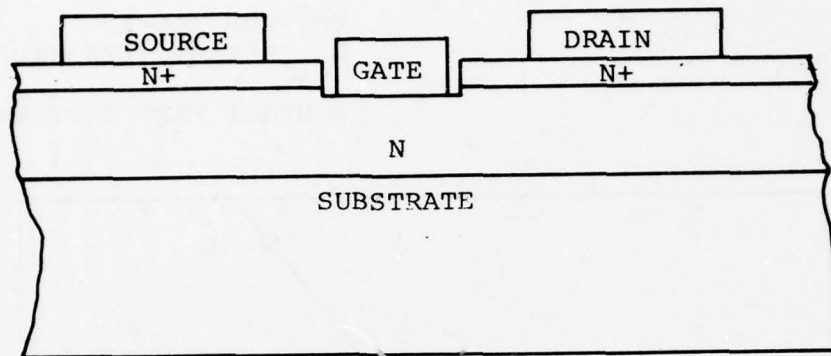 SOURCE
DRAIN
N+
GATE
N+
N
SUBSTRATE